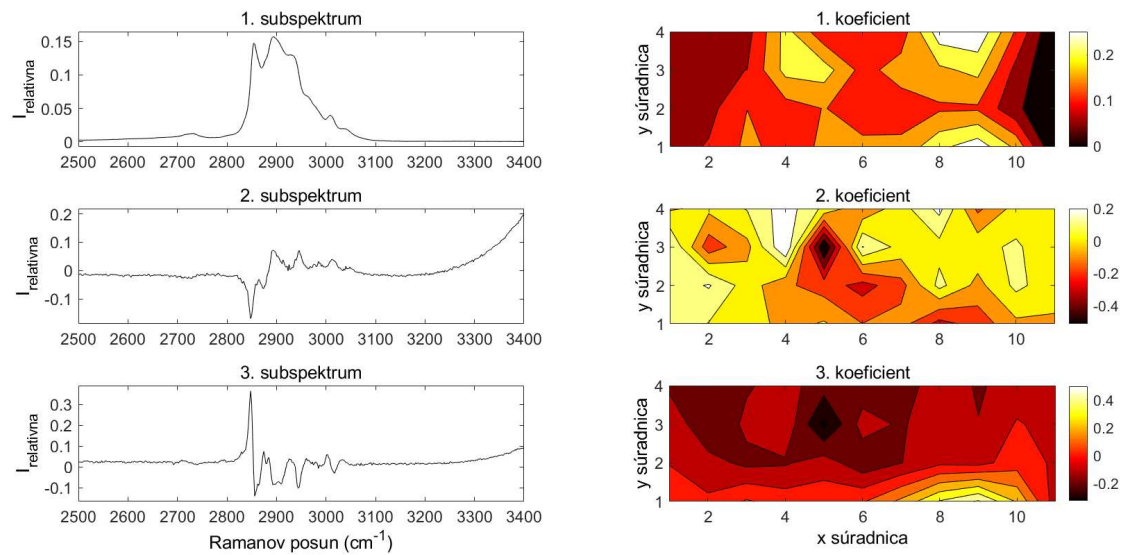 1. subspektrum
I_relatívna
0.15
0.1
0.05
0
2500 2600 2700 2800 2900 3000 3100 3200 3300 3400
1. koeficient
y súradnica
4
3
2
1
2 4 6 8 10
0.2
0.1
0
2. subspektrum
I_relatívna
0.2
0.1
0
-0.1
2500 2600 2700 2800 2900 3000 3100 3200 3300 3400
2. koeficient
y súradnica
4
3
2
1
2 4 6 8 10
0.2
0
-0.2
-0.4
3. subspektrum
I_relatívna
0.3
0.2
0.1
0
-0.1
2500 2600 2700 2800 2900 3000 3100 3200 3300 3400
Ramanov posun (cm⁻¹)
3. koeficient
y súradnica
4
3
2
1
2 4 6 8 10
x súradnica
0.4
0.2
0
-0.2